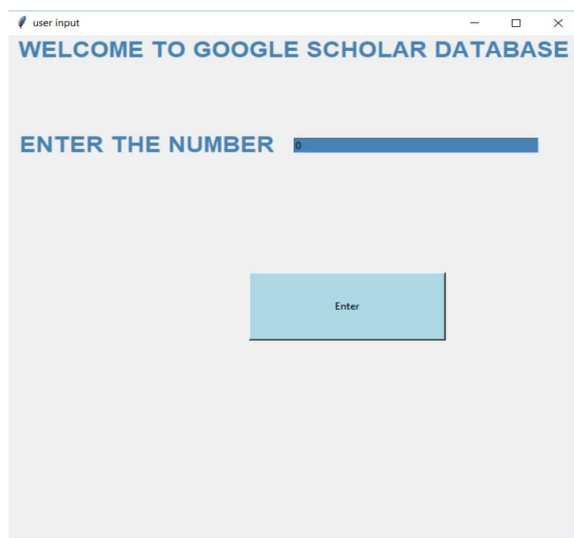 user input
WELCOME TO GOOGLE SCHOLAR DATABASE
ENTER THE NUMBER 0
Enter